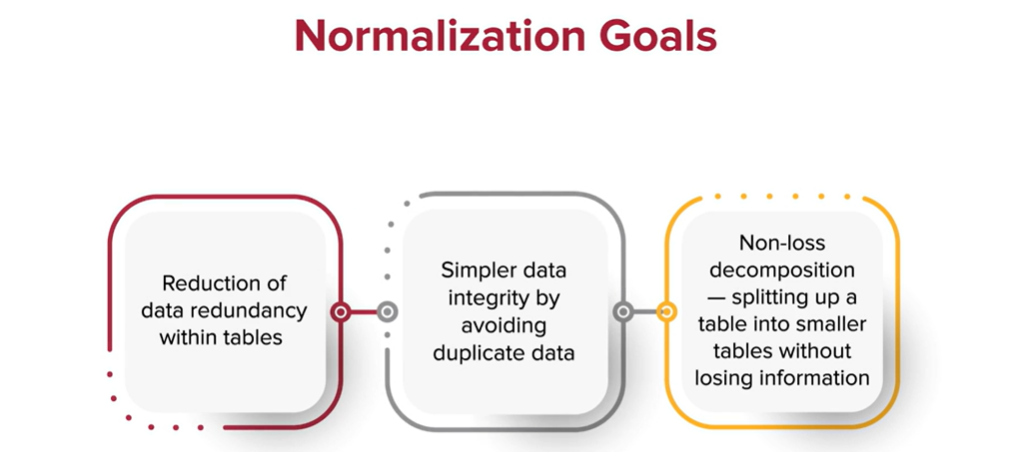 Normalization Goals
Reduction of
data redundancy
within tables
Simpler data
integrity by
avoiding
duplicate data
Non-loss
decomposition
— splitting up a
table into smaller
tables without
losing information